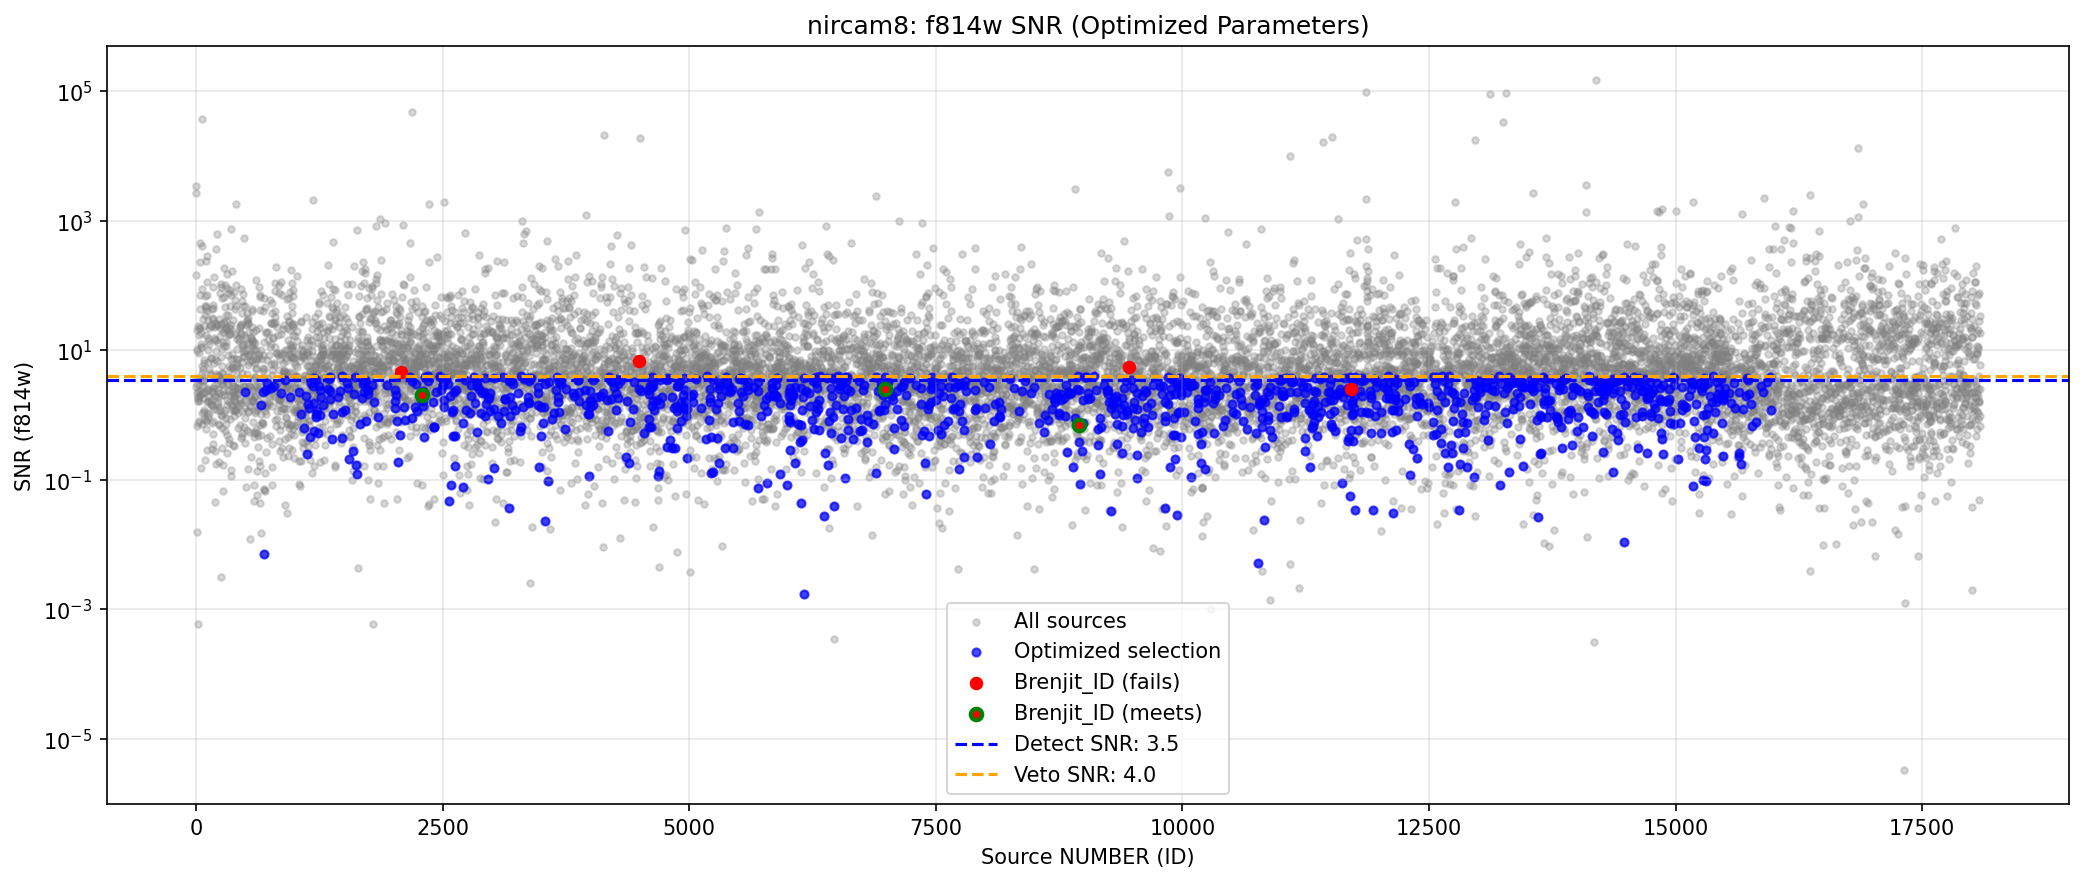 nircam8: f814w SNR (Optimized Parameters)
SNR (f814w)
10^5
10^3
10^1
10^−1
10^−3
10^−5
All sources
Optimized selection
Brenjit_ID (fails)
Brenjit_ID (meets)
Detect SNR: 3.5
Veto SNR: 4.0
0 2500 5000 7500 10000 12500 15000 17500
Source NUMBER (ID)